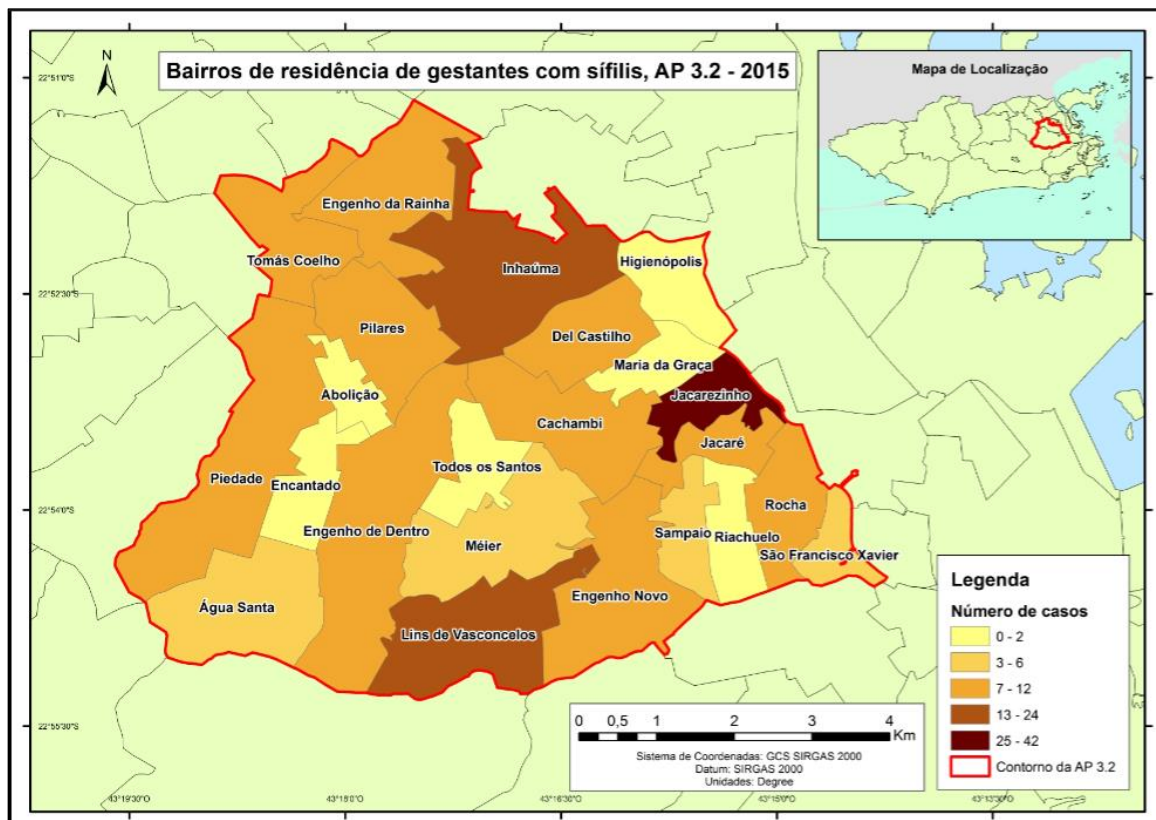 Bairros de residência de gestantes com sífilis, AP 3.2 - 2015
N
Mapa de Localização
22°51'0"S
22°52'30"S
22°54'0"S
22°55'30"S
Engenho da Rainha
Tomás Coelho
Inhaúma
Higienópolis
Pilares
Del Castilho
Maria da Graça
Abolição
Jacarezinho
Cachambi
Jacaré
Todos os Santos
Piedade
Encantado
Rocha
Engenho de Dentro
Méier
Sampaio
Riachuelo
São Francisco Xavier
Água Santa
Engenho Novo
Lins de Vasconcelos
Legenda
Número de casos
0 - 2
3 - 6
7 - 12
13 - 24
25 - 42
Contorno da AP 3.2
0 0,5 1 2 3 4
Km
Sistema de Coordenadas: GCS SIRGAS 2000
Datum: SIRGAS 2000
Unidades: Degree
43°19'30"O
43°18'0"O
43°16'30"O
43°15'0"O
43°13'30"O